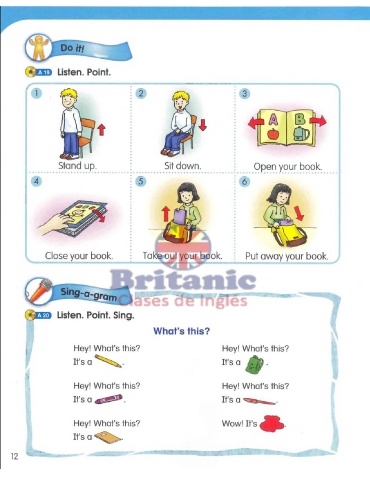 Do it!
A 19 Listen. Point.
1 2 3
Stand up. Sit down. Open your book.
A B
4 5 6
Close your book. Take out your book. Put away your book.
Britanic
Clases de Inglés
Sing-a-gram
A 20 Listen. Point. Sing.
What's this?
Hey! What's this?
It's a .
Hey! What's this?
It's a .
Hey! What's this?
It's a .
Hey! What's this?
It's a .
Hey! What's this?
It's a .
Wow! It's .
12